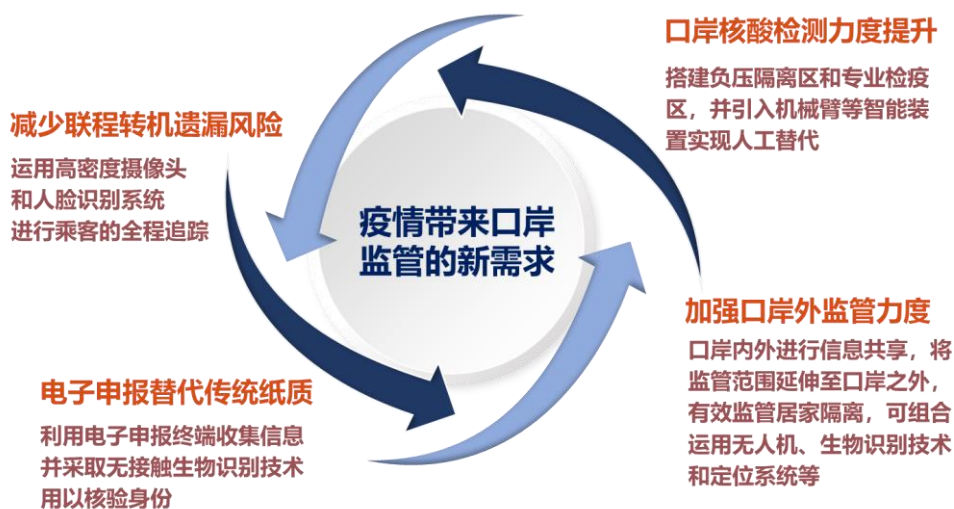 口岸核酸检测力度提升
搭建负压隔离区和专业检疫
区，并引入机械臂等智能装
置实现人工替代
减少联程转机遗漏风险
运用高密度摄像头
和人脸识别系统
进行乘客的全程追踪
疫情带来口岸
监管的新需求
加强口岸外监管力度
口岸内外进行信息共享，将
监管范围延伸至口岸之外，
有效监管居家隔离，可组合
运用无人机、生物识别技术
和定位系统等
电子申报替代传统纸质
利用电子申报终端收集信息
并采取无接触生物识别技术
用以核验身份